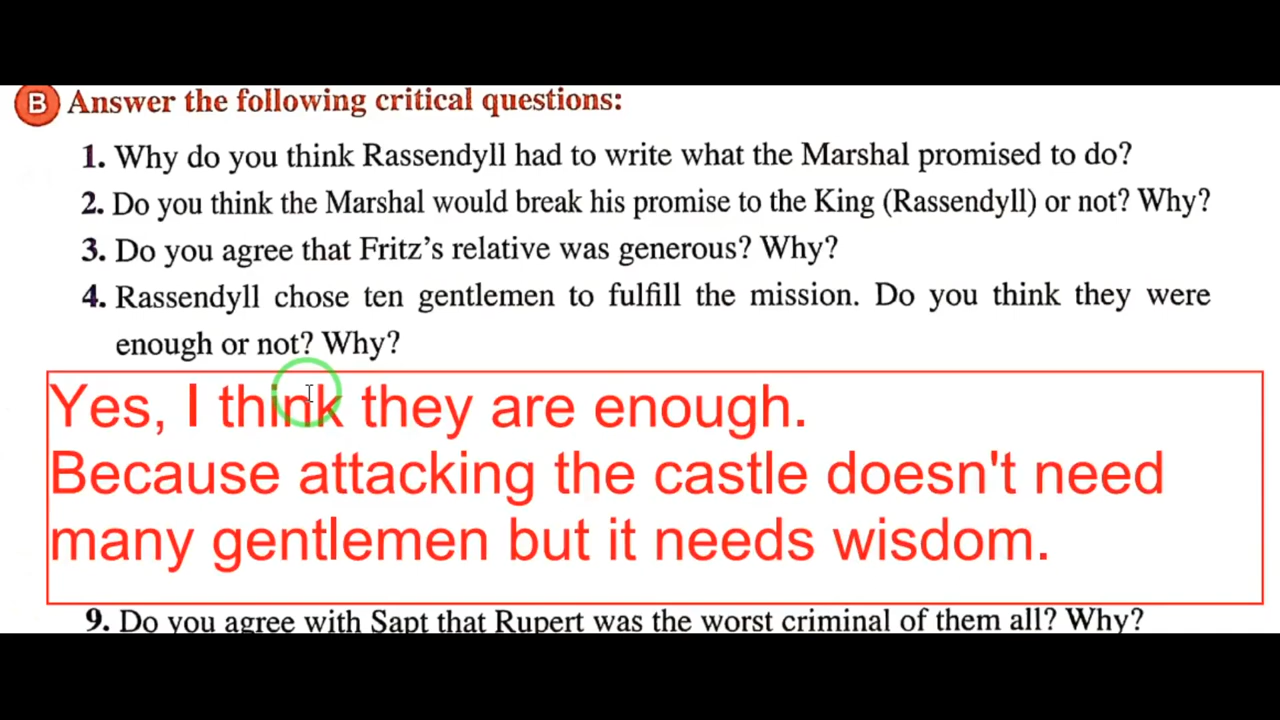 B Answer the following critical questions:
1. Why do you think Rassendyll had to write what the Marshal promised to do?
2. Do you think the Marshal would break his promise to the King (Rassendyll) or not? Why?
3. Do you agree that Fritz's relative was generous? Why?
4. Rassendyll chose ten gentlemen to fulfill the mission. Do you think they were
enough or not? Why?
Yes, I think they are enough.
Because attacking the castle doesn't need
many gentlemen but it needs wisdom.
9. Do you agree with Sapt that Rupert was the worst criminal of them all? Why?